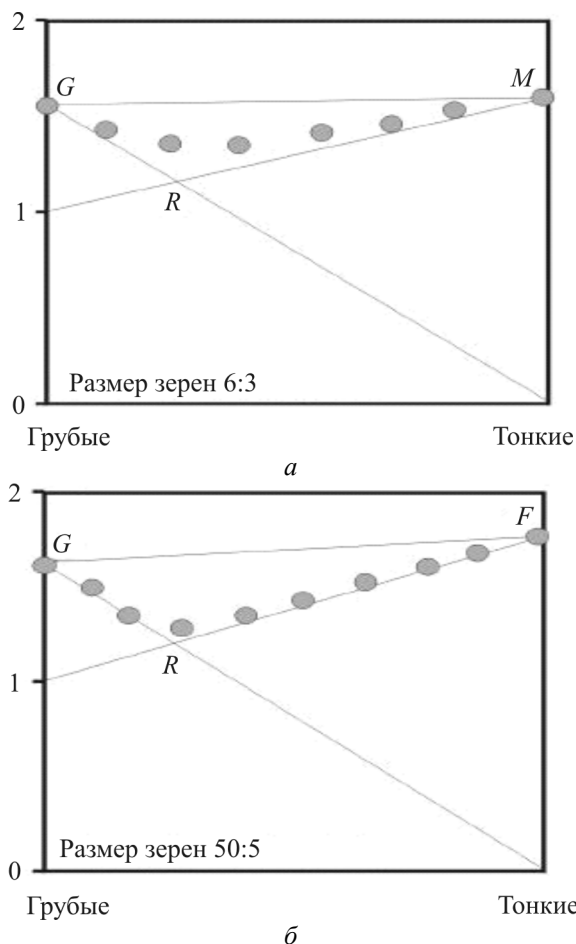 2
G
M
1
R
Размер зерен 6:3
0
Грубые Тонкие
а
2
G
F
1
R
Размер зерен 50:5
0
Грубые Тонкие
б